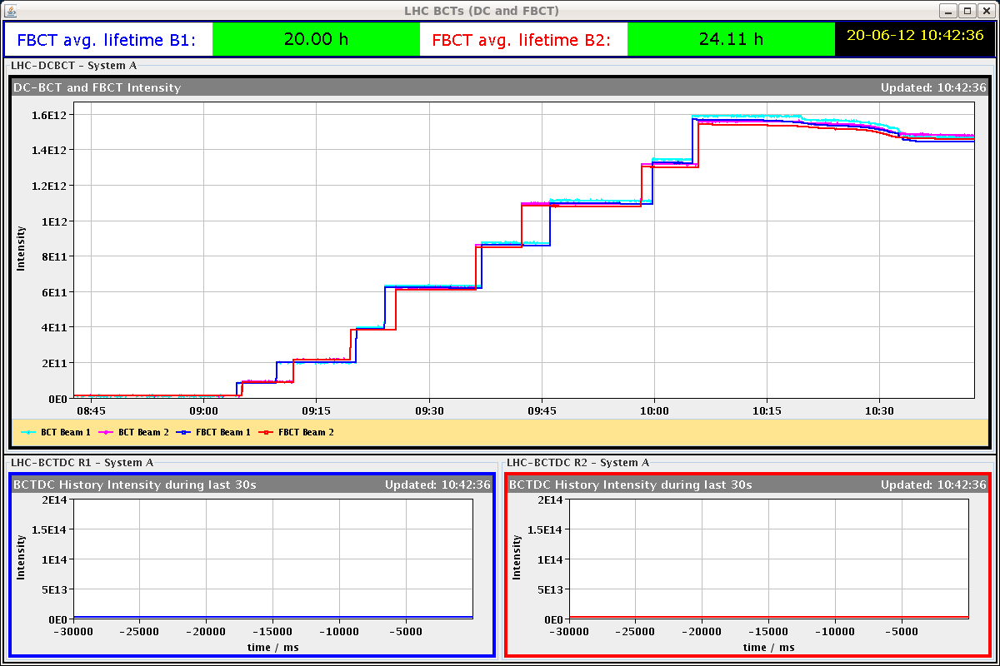 LHC BCTs (DC and FBCT)
FBCT avg. lifetime B1: 20.00 h FBCT avg. lifetime B2: 24.11 h 20-06-12 10:42:36
LHC-DCBCT - System A
DC-BCT and FBCT Intensity Updated: 10:42:36
1.6E12
1.4E12
1.2E12
1E12
8E11
6E11
4E11
2E11
0E0
Intensity
08:45 09:00 09:15 09:30 09:45 10:00 10:15 10:30
BCT Beam 1 BCT Beam 2 FBCT Beam 1 FBCT Beam 2
LHC-BCTDC R1 - System A
BCTDC History Intensity during last 30s Updated: 10:42:36
2E14
1.5E14
1E14
5E13
0E0
Intensity
-30000 -25000 -20000 -15000 -10000 -5000
time / ms
LHC-BCTDC R2 - System A
BCTDC History Intensity during last 30s Updated: 10:42:36
2E14
1.5E14
1E14
5E13
0E0
Intensity
-30000 -25000 -20000 -15000 -10000 -5000
time / ms